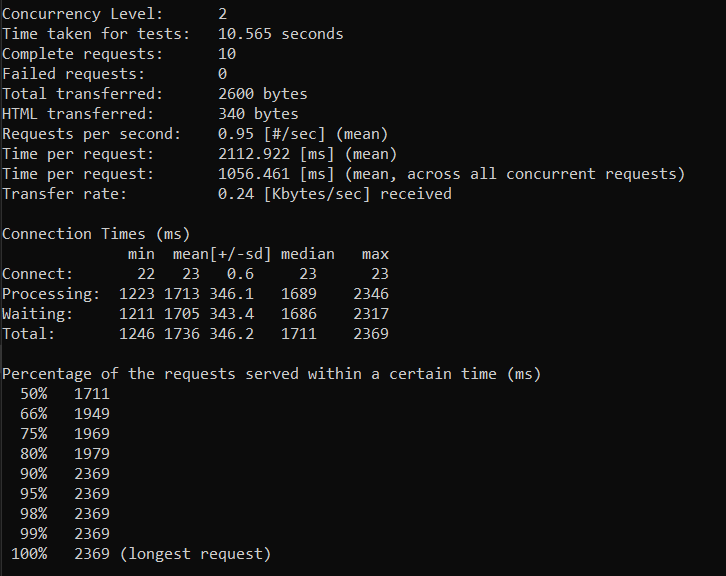 Concurrency Level:      2
Time taken for tests:   10.565 seconds
Complete requests:      10
Failed requests:        0
Total transferred:      2600 bytes
HTML transferred:       340 bytes
Requests per second:    0.95 [#/sec] (mean)
Time per request:       2112.922 [ms] (mean)
Time per request:       1056.461 [ms] (mean, across all concurrent requests)
Transfer rate:          0.24 [Kbytes/sec] received

Connection Times (ms)
              min  mean[+/-sd] median   max
Connect:       22   23   0.6     23      23
Processing:  1223 1713 346.1   1689    2346
Waiting:     1211 1705 343.4   1686    2317
Total:       1246 1736 346.2   1711    2369

Percentage of the requests served within a certain time (ms)
  50%   1711
  66%   1949
  75%   1969
  80%   1979
  90%   2369
  95%   2369
  98%   2369
  99%   2369
 100%   2369 (longest request)